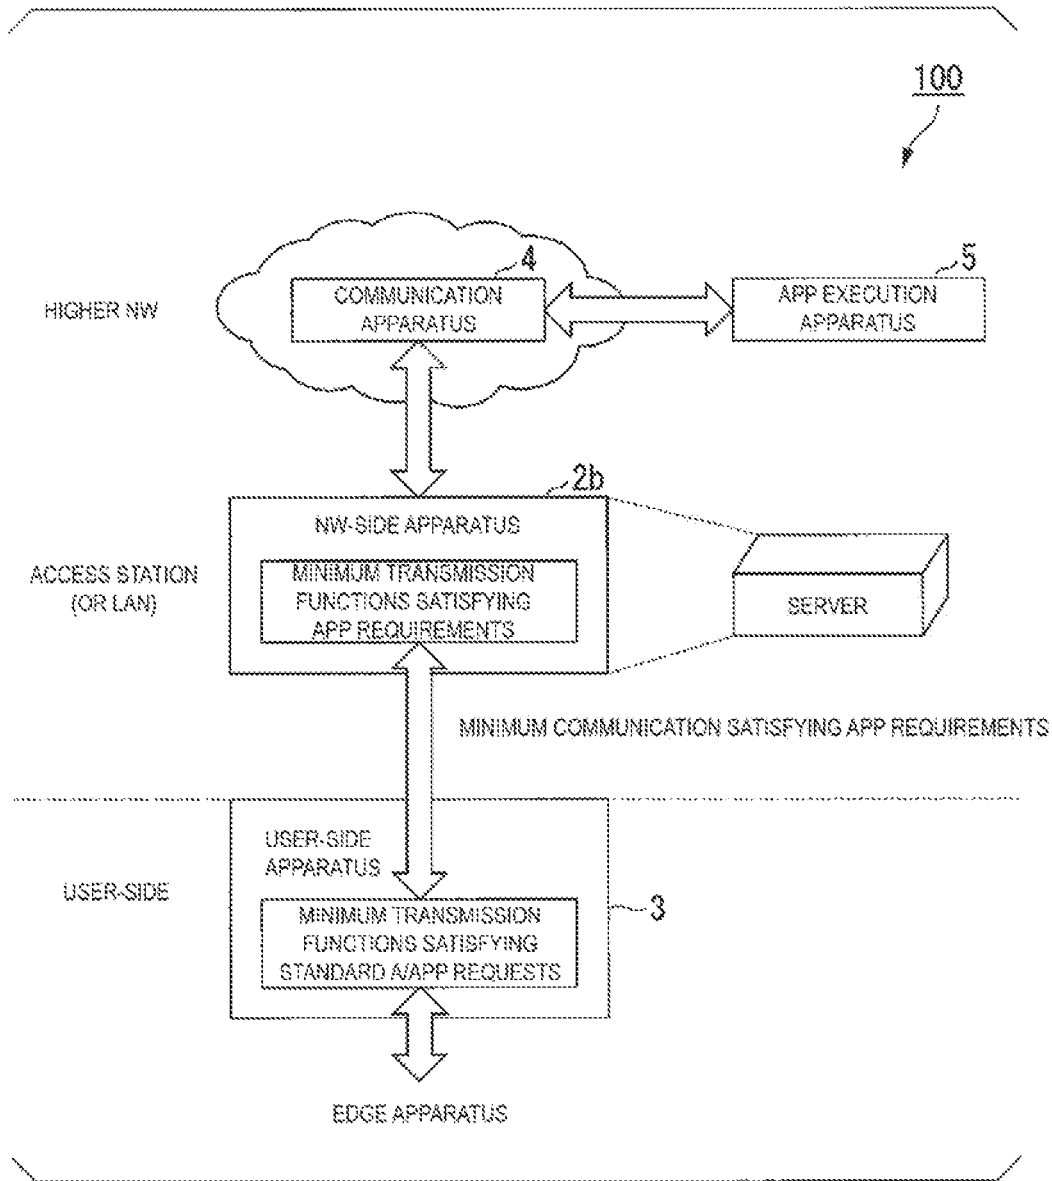 100
4
5
HIGHER NW
COMMUNICATION
APPARATUS
APP EXECUTION
APPARATUS
2b
NW-SIDE APPARATUS
ACCESS STATION
(OR LAN)
MINIMUM TRANSMISSION
FUNCTIONS SATISFYING
APP REQUIREMENTS
SERVER
MINIMUM COMMUNICATION SATISFYING APP REQUIREMENTS
USER-SIDE
APPARATUS
USER-SIDE
3
MINIMUM TRANSMISSION
FUNCTIONS SATISFYING
STANDARD A/APP REQUESTS
EDGE APPARATUS